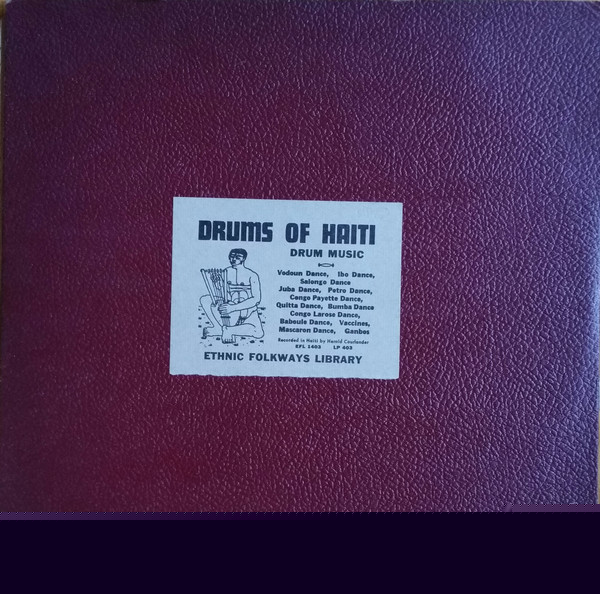 DRUMS OF HAITI
DRUM MUSIC
Vodoun Dance, Ibo Dance,
Salongo Dance
Juba Dance, Petro Dance,
Congo Payette Dance,
Quitta Dance, Bumba Dance
Congo Larose Dance,
Baboule Dance, Vaccines,
Mascaron Dance, Ganbos
Recorded in Haiti by Harold Courlander
EFL 1403 LP 403
ETHNIC FOLKWAYS LIBRARY